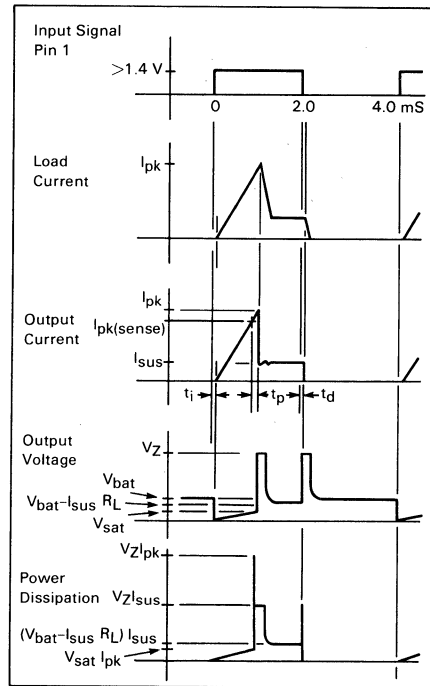 Input Signal
Pin 1
>1.4 V
0
2.0
4.0 mS
Load
Current
Ipk
Output
Current
Ipk
Ipk(sense)
Isus
ti
tp
td
Output
Voltage
VZ
Vbat
Vbat-Isus RL
Vsat
Power
Dissipation
VZIpk
VZIsus
(Vbat-Isus RL) Isus
Vsat Ipk